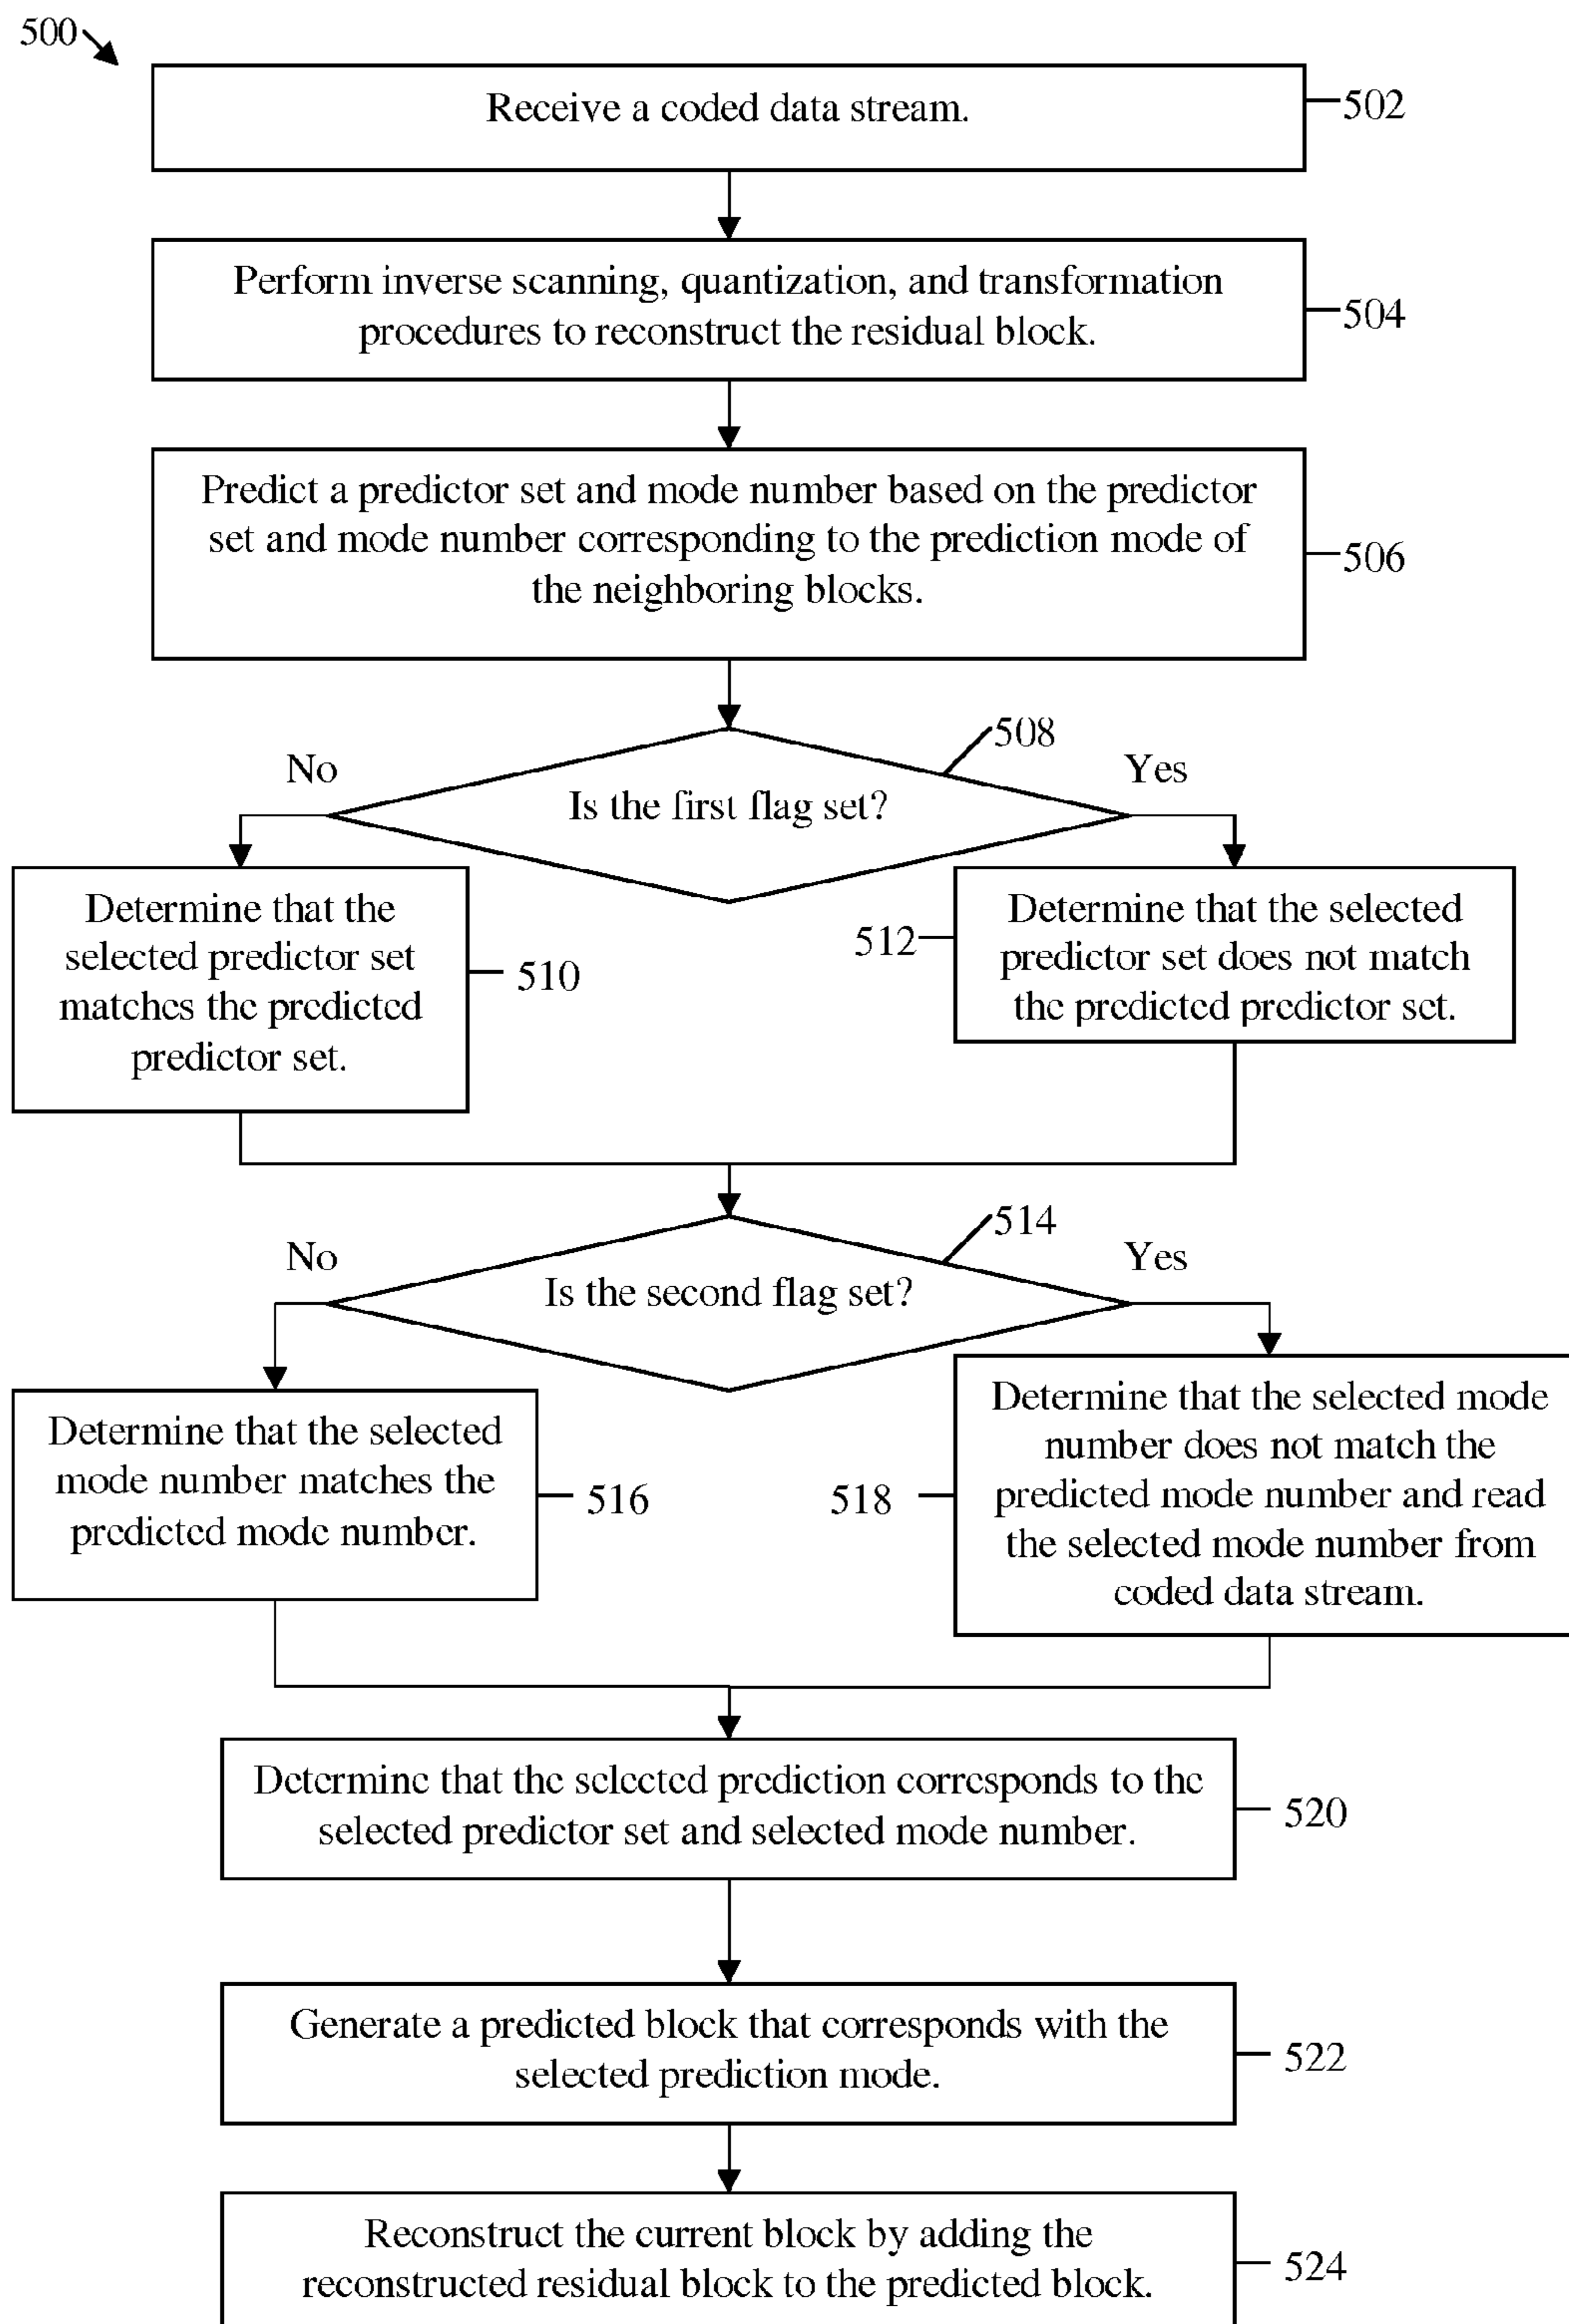 500
Receive a coded data stream.
502
Perform inverse scanning, quantization, and transformation
procedures to reconstruct the residual block.
504
Predict a predictor set and mode number based on the predictor
set and mode number corresponding to the prediction mode of
the neighboring blocks.
506
508
No
Yes
Is the first flag set?
Determine that the
selected predictor set
matches the predicted
predictor set.
510
512
Determine that the selected
predictor set does not match
the predicted predictor set.
514
No
Yes
Is the second flag set?
Determine that the selected
mode number matches the
predicted mode number.
516
518
Determine that the selected mode
number does not match the
predicted mode number and read
the selected mode number from
coded data stream.
Determine that the selected prediction corresponds to the
selected predictor set and selected mode number.
520
Generate a predicted block that corresponds with the
selected prediction mode.
522
Reconstruct the current block by adding the
reconstructed residual block to the predicted block.
524